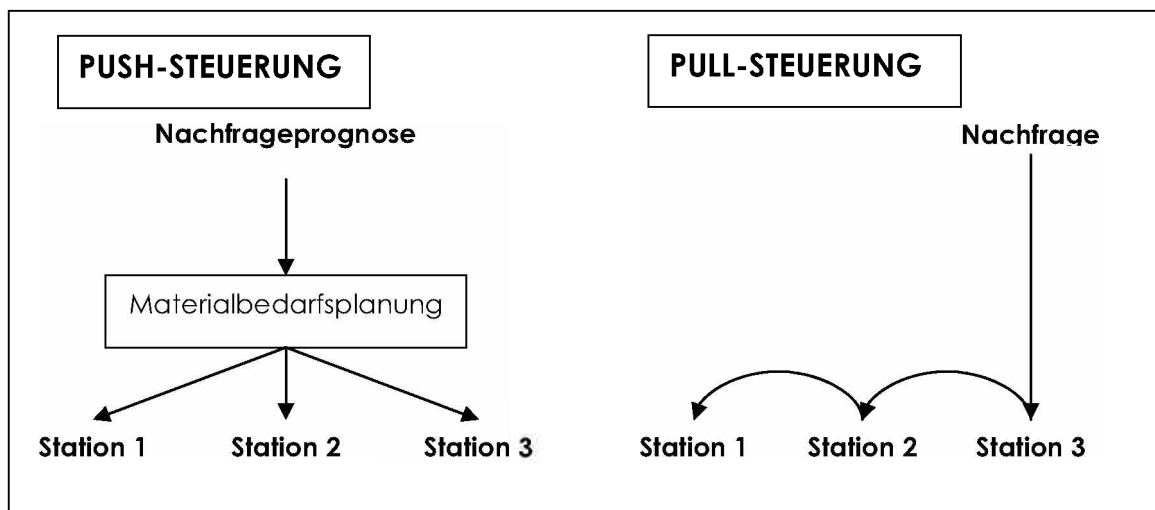 PUSH-STEUERUNG
Nachfrageprognose
Materialbedarfsplanung
Station 1
Station 2
Station 3
PULL-STEUERUNG
Nachfrage
Station 1
Station 2
Station 3